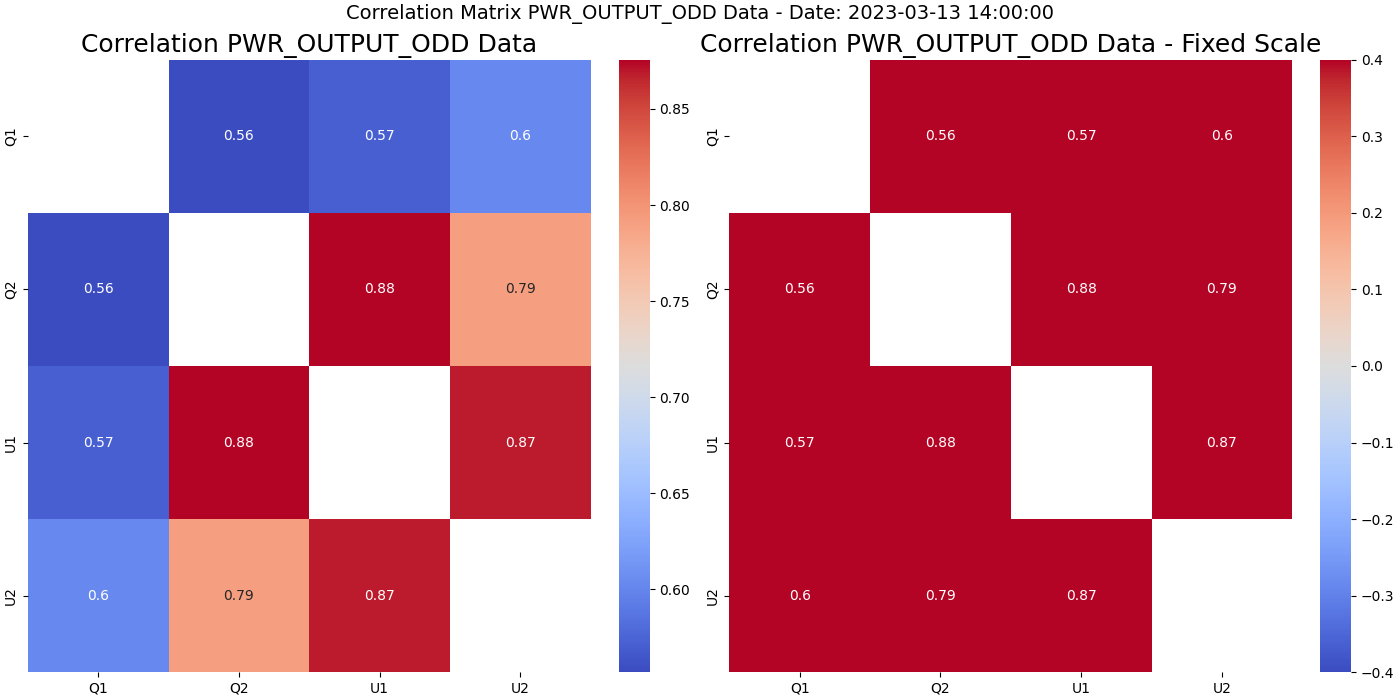 Correlation Matrix PWR_OUTPUT_ODD Data - Date: 2023-03-13 14:00:00
Correlation PWR_OUTPUT_ODD Data
Q1
0.56
0.57
0.6
Q2
0.56
0.88
0.79
U1
0.57
0.88
0.87
U2
0.6
0.79
0.87
Q1
Q2
U1
U2
0.85
0.80
0.75
0.70
0.65
0.60
Correlation PWR_OUTPUT_ODD Data - Fixed Scale
Q1
0.56
0.57
0.6
Q2
0.56
0.88
0.79
U1
0.57
0.88
0.87
U2
0.6
0.79
0.87
Q1
Q2
U1
U2
0.4
0.3
0.2
0.1
0.0
−0.1
−0.2
−0.3
−0.4